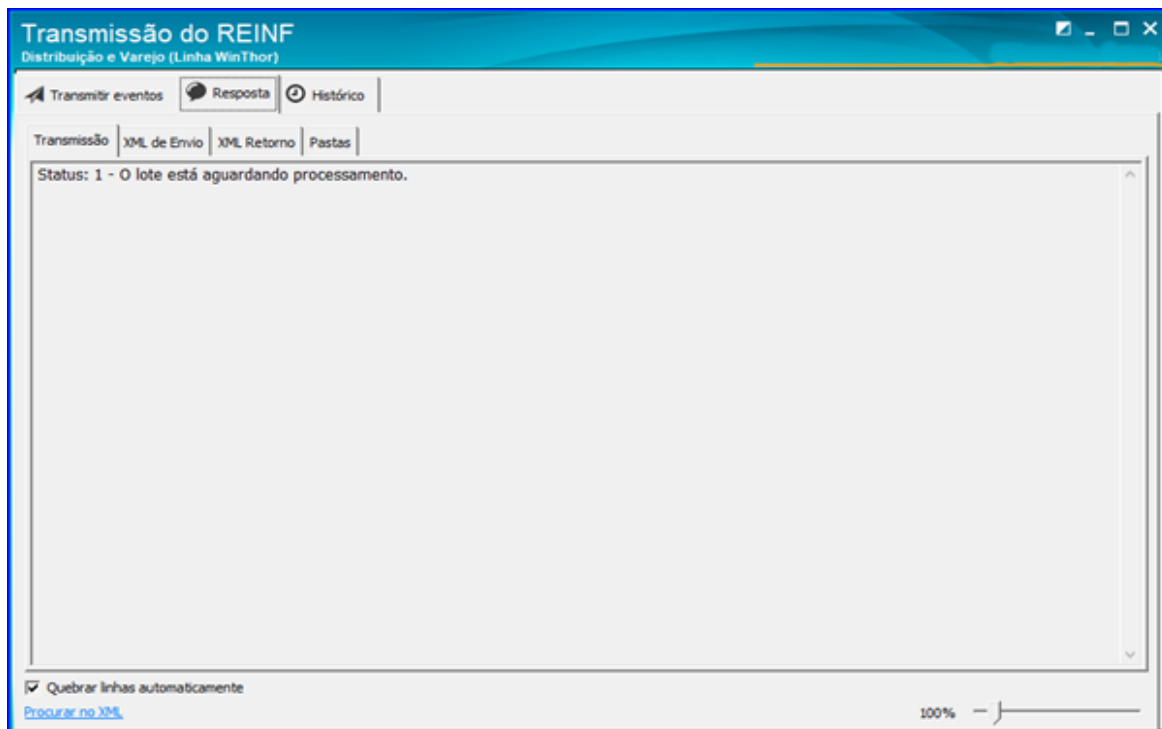 Transmissão do REINF
Distribuição e Varejo (Linha WinThor)
Transmitir eventos Resposta Histórico
Transmissão XML de Envio XML Retorno Pastas
Status: 1 - O lote está aguardando processamento.
Quebrar linhas automaticamente
Procurar no XML
100%